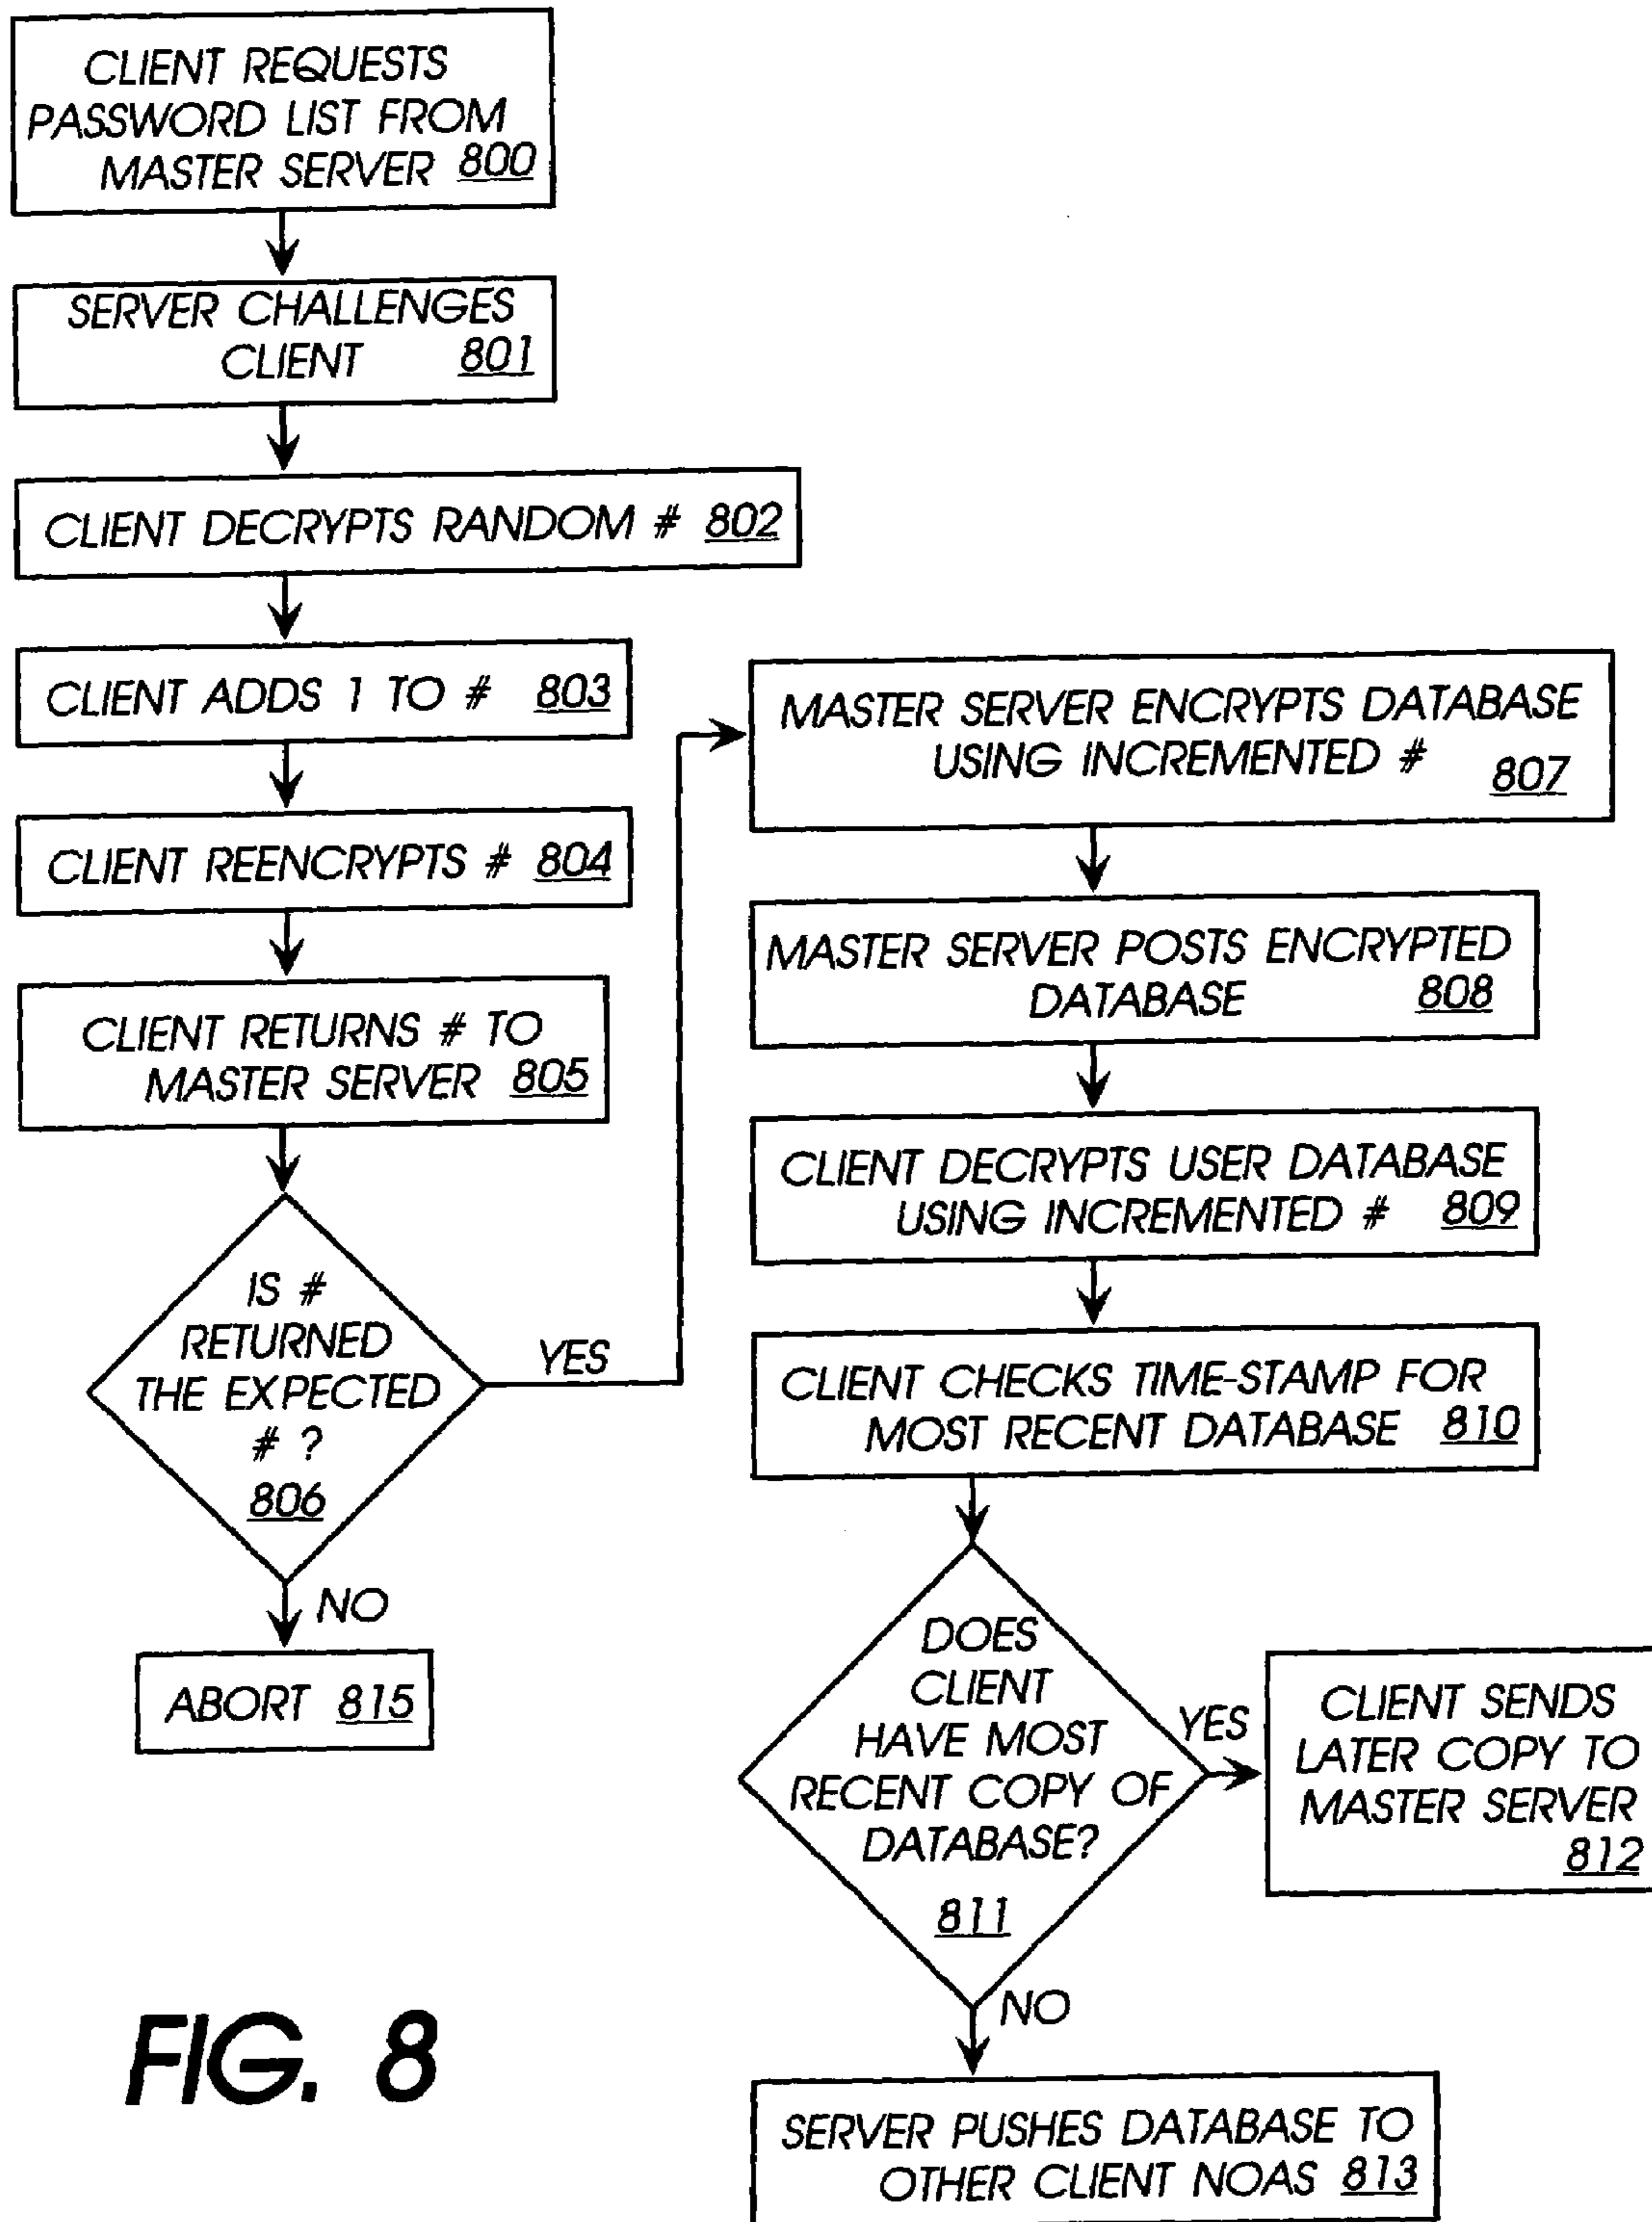 CLIENT REQUESTS
PASSWORD LIST FROM
MASTER SERVER 800
SERVER CHALLENGES
CLIENT 801
CLIENT DECRYPTS RANDOM # 802
CLIENT ADDS 1 TO # 803
CLIENT REENCRYPTS # 804
CLIENT RETURNS # TO
MASTER SERVER 805
IS #
RETURNED
THE EXPECTED
# ?
806
YES
NO
ABORT 815
MASTER SERVER ENCRYPTS DATABASE
USING INCREMENTED # 807
MASTER SERVER POSTS ENCRYPTED
DATABASE 808
CLIENT DECRYPTS USER DATABASE
USING INCREMENTED # 809
CLIENT CHECKS TIME-STAMP FOR
MOST RECENT DATABASE 810
DOES
CLIENT
HAVE MOST
RECENT COPY OF
DATABASE?
811
YES
CLIENT SENDS
LATER COPY TO
MASTER SERVER
812
NO
SERVER PUSHES DATABASE TO
OTHER CLIENT NOAS 813
FIG. 8